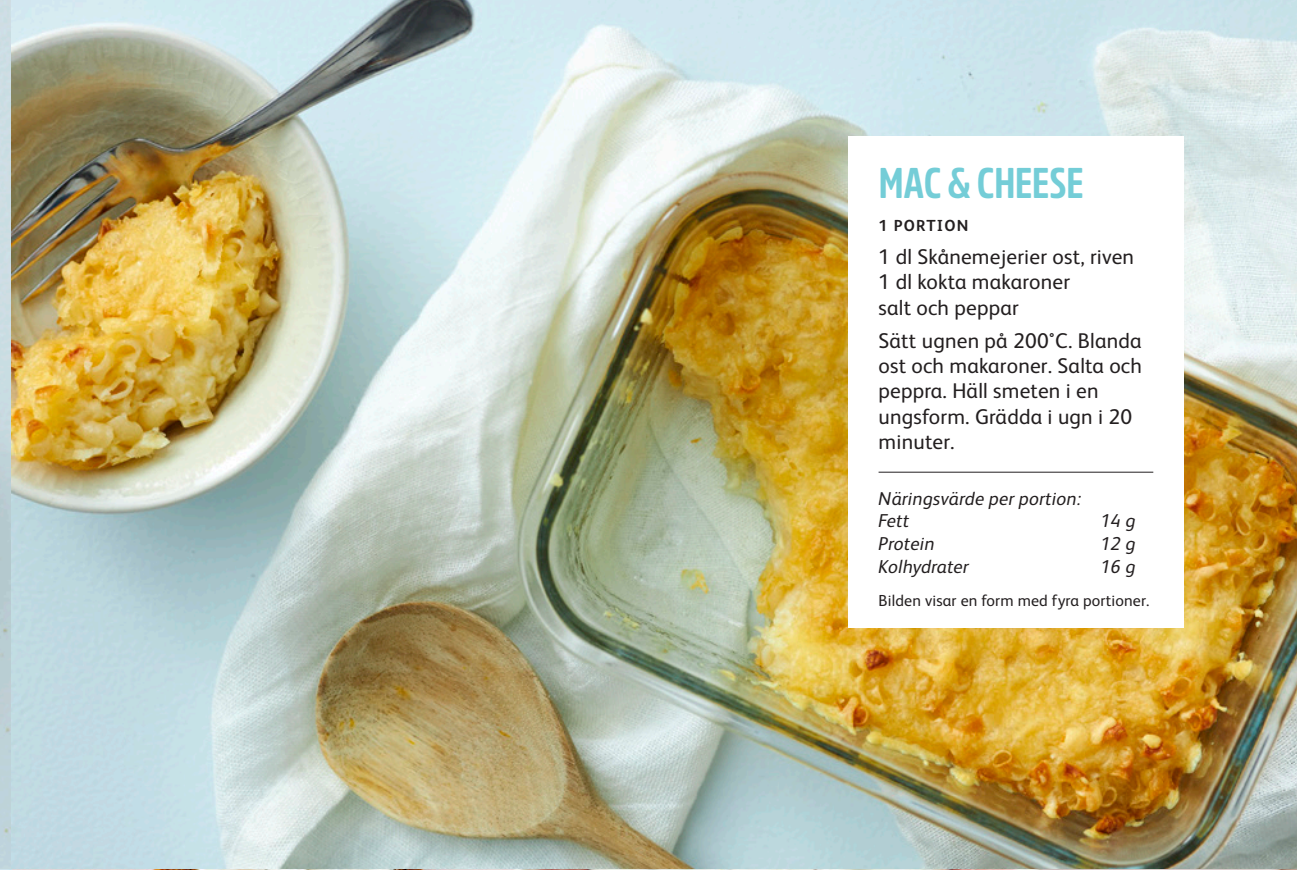 MAC & CHEESE
1 PORTION
1 dl Skånemejerier ost, riven
1 dl kokta makaroner
salt och peppar
Sätt ugnen på 200°C. Blanda
ost och makaroner. Salta och
peppra. Häll smeten i en
ungsform. Grädda i ugn i 20
minuter.
Näringsvärde per portion:
Fett 14 g
Protein 12 g
Kolhydrater 16 g
Bilden visar en form med fyra portioner.